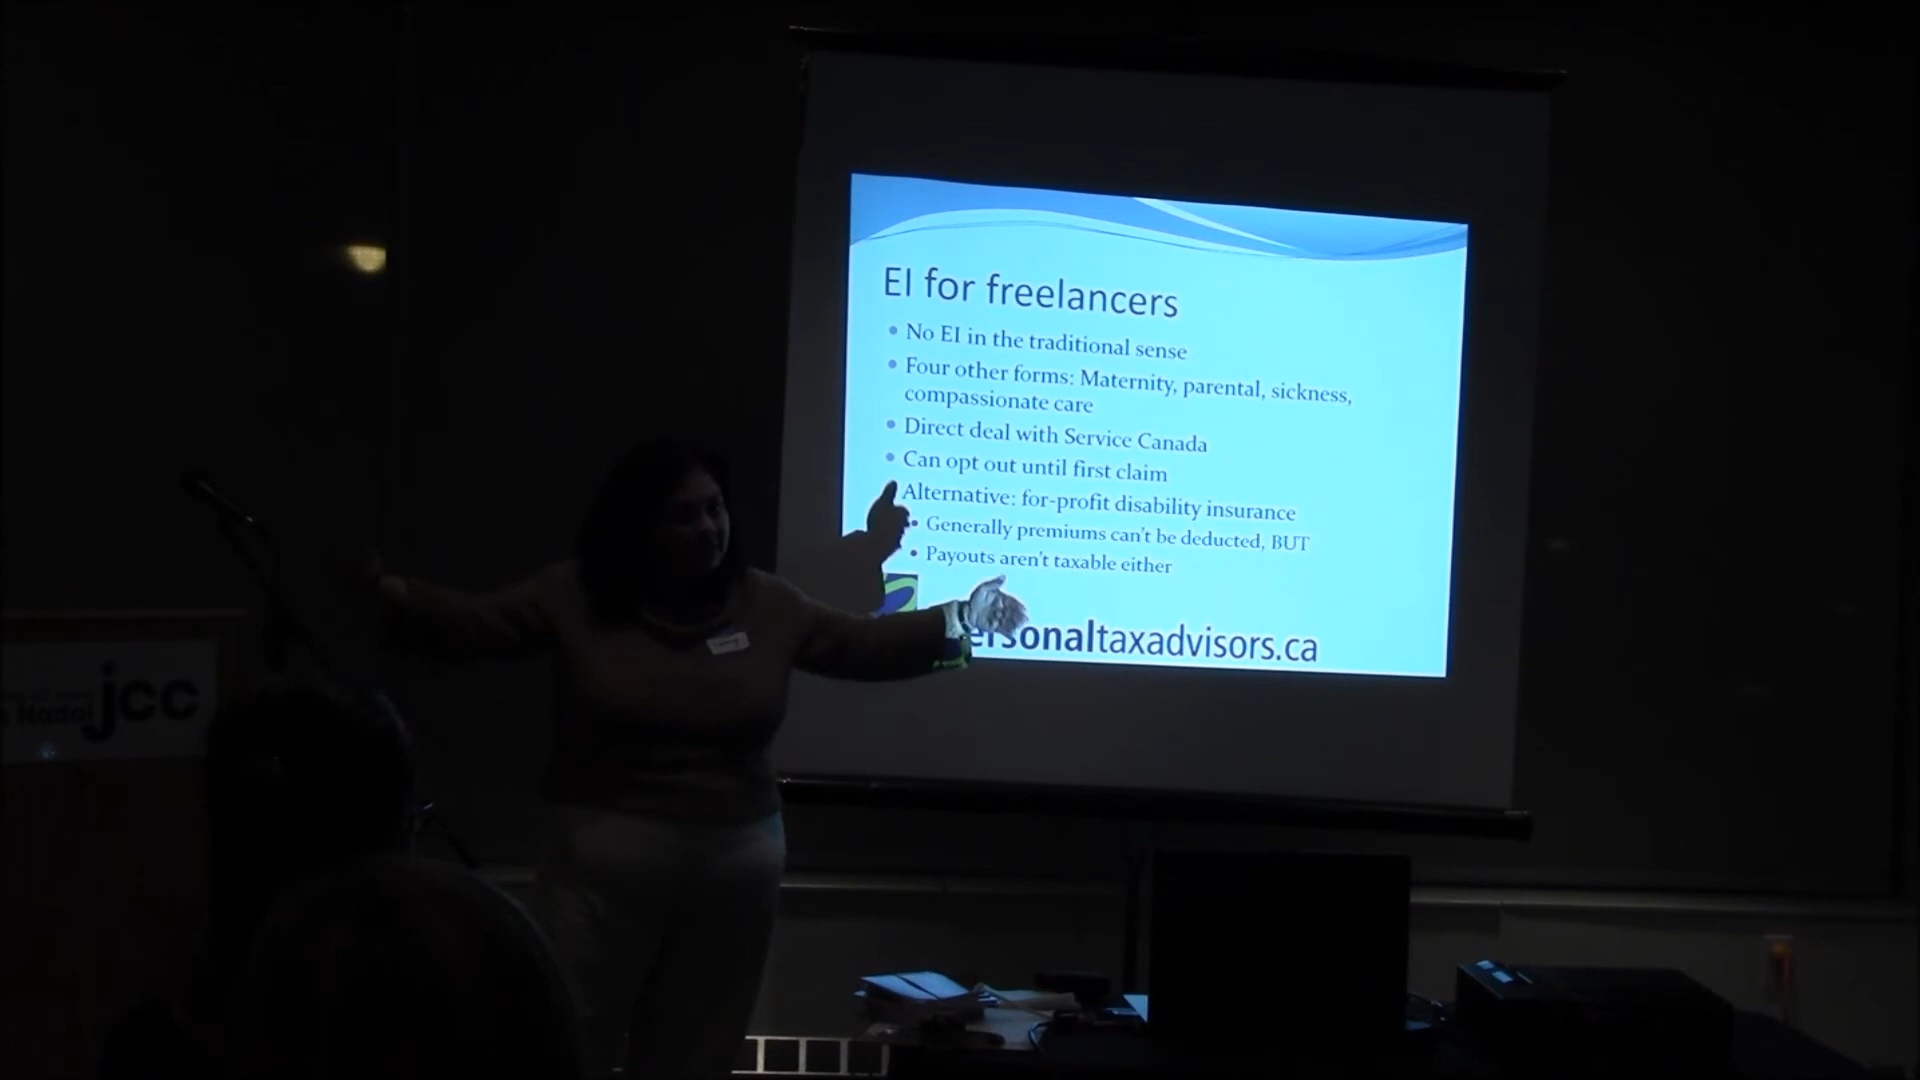 EI for freelancers
No EI in the traditional sense
Four other forms: Maternity, parental, sickness,
compassionate care
Direct deal with Service Canada
Can opt out until first claim
Alternative: for-profit disability insurance
Generally premiums can't be deducted, BUT
Payouts aren't taxable either
ersonaltaxadvisors.ca
jcc